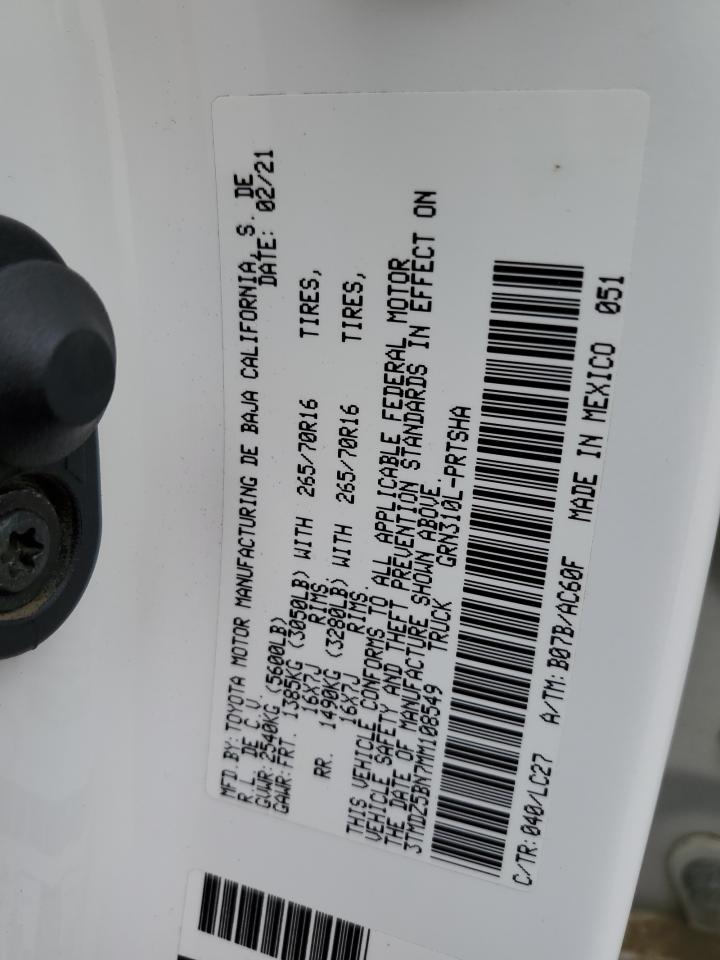 MFD.BY:TOYOTA MOTOR MANUFACTURING DE BAJA CALIFORNIA, S. DE
R.L. DE C.V. DATE: 02/21
GVWR:2540KG (5600LB)
GAWR:FRT. 1385KG (3050LB) WITH 265/70R16 TIRES,
16X7J RIMS,
RR. 1490KG (3280LB) WITH 265/70R16 TIRES,
16X7J RIMS.
THIS VEHICLE CONFORMS TO ALL APPLICABLE FEDERAL MOTOR
VEHICLE SAFETY AND THEFT PREVENTION STANDARDS IN EFFECT ON
THE DATE OF MANUFACTURE SHOWN ABOVE.
3TMDZ5BN7MM108549 TRUCK GRN310L-PRTSHA
C/TR:040/LC27 A/TM:B07B/AC60F MADE IN MEXICO 051